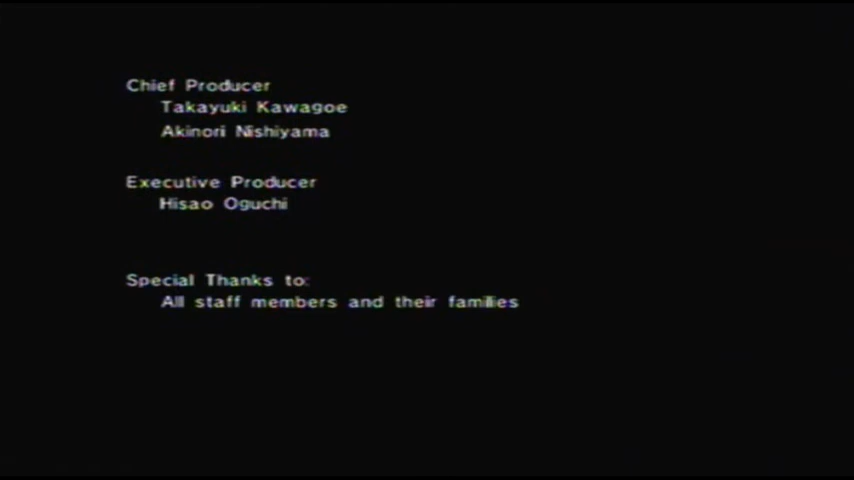 Chief Producer
Takayuki Kawagoe
Akinori Nishiyama
Executive Producer
Hisao Oguchi
Special Thanks to:
All staff members and their families